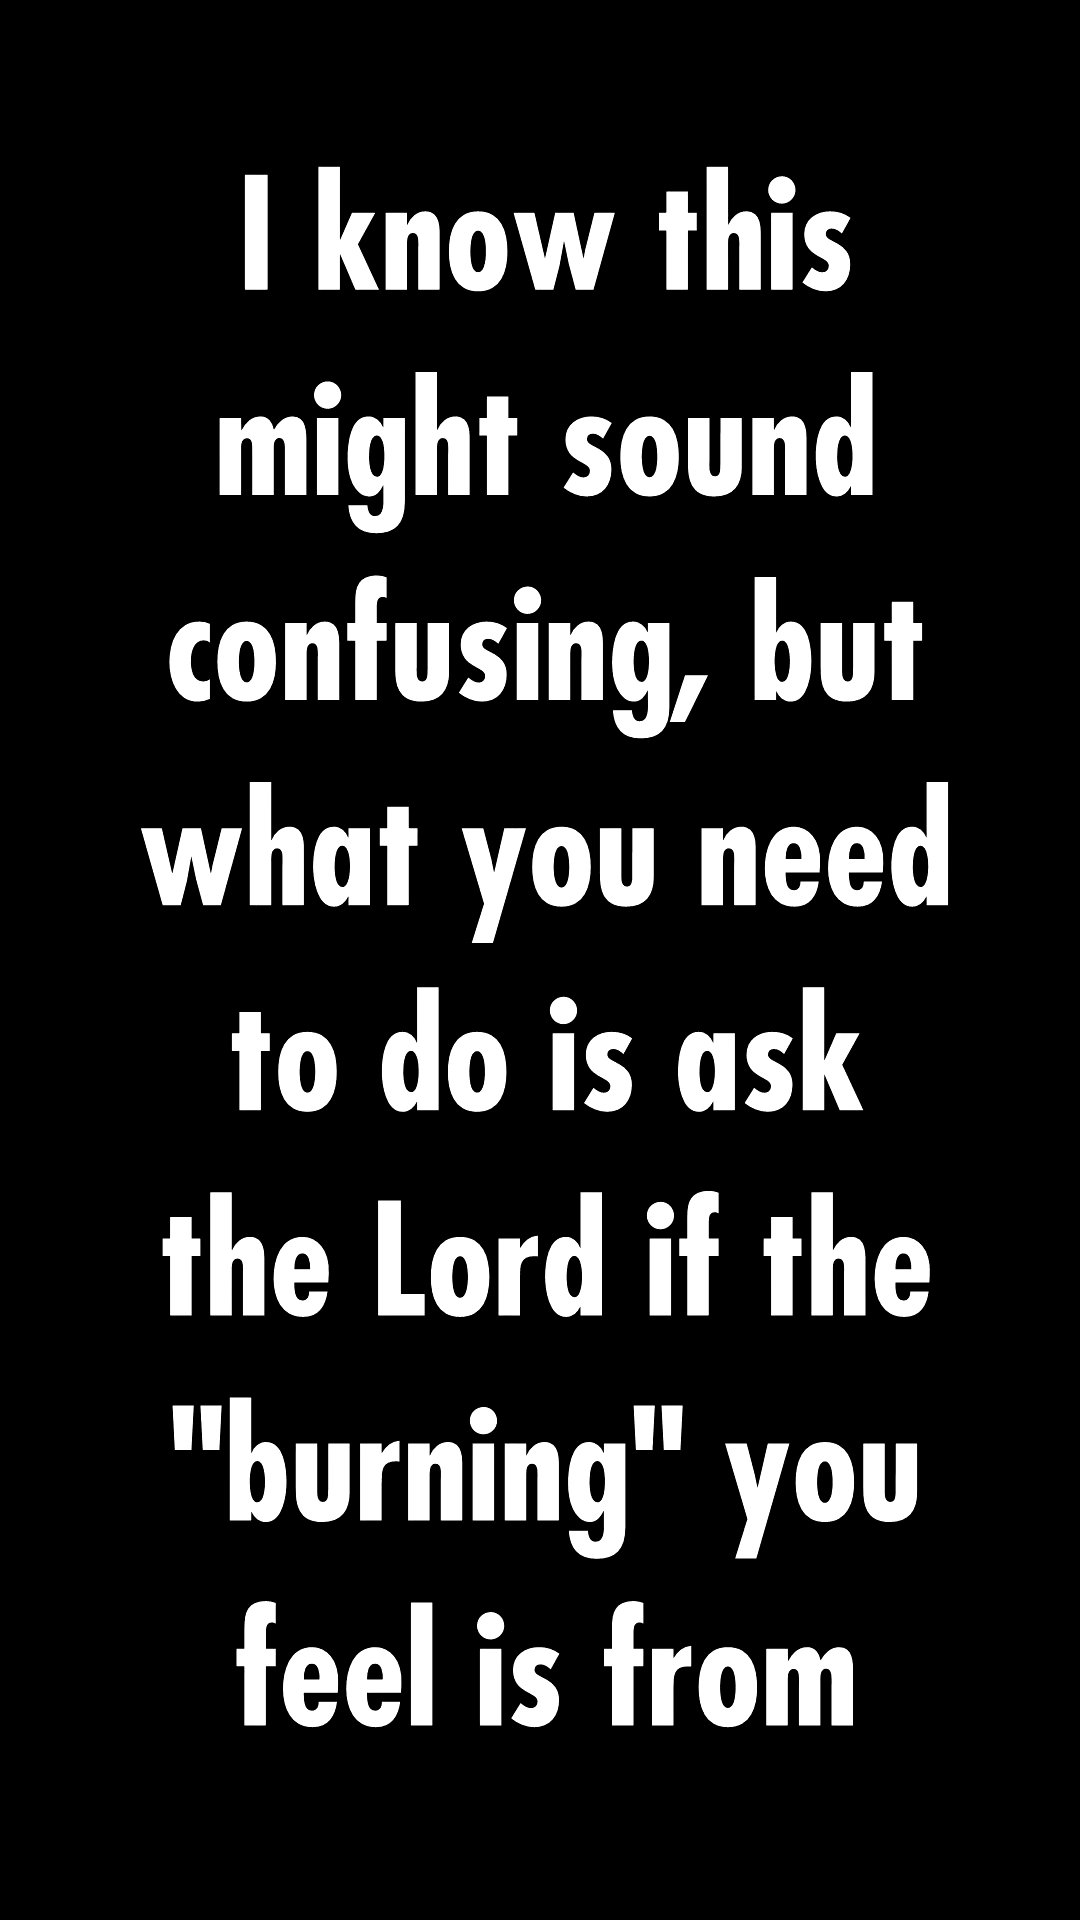 I know this
might sound
confusing, but
what you need
to do is ask
the Lord if the
"burning" you
feel is from